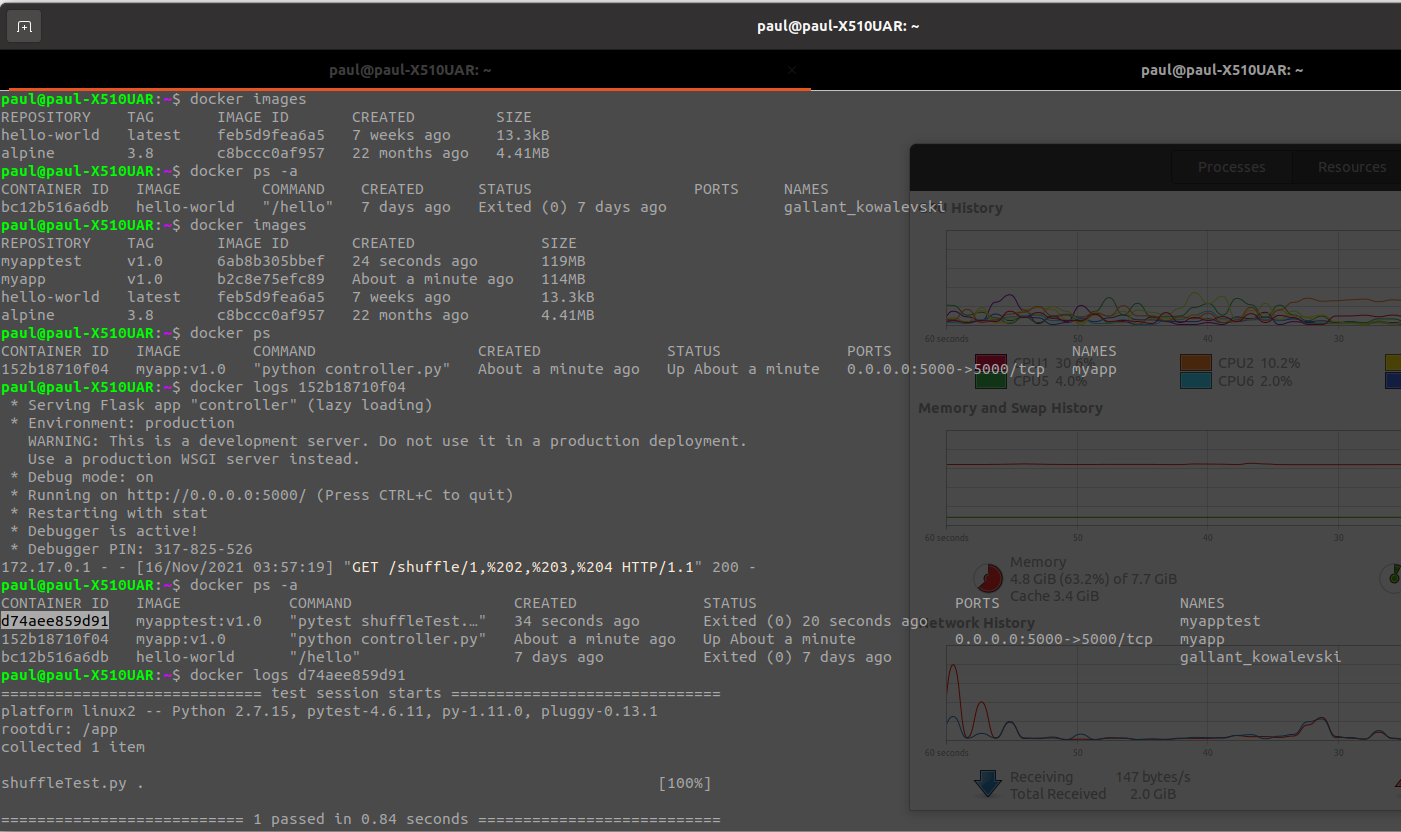 paul@paul-X510UAR: ~
paul@paul-X510UAR: ~ × paul@paul-X510UAR: ~
paul@paul-X510UAR:~$ docker images
REPOSITORY TAG IMAGE ID CREATED SIZE
hello-world latest feb5d9fea6a5 7 weeks ago 13.3kB
alpine 3.8 c8bccc0af957 22 months ago 4.41MB
paul@paul-X510UAR:~$ docker ps -a
CONTAINER ID IMAGE COMMAND CREATED STATUS PORTS NAMES
bc12b516a6db hello-world "/hello" 7 days ago Exited (0) 7 days ago gallant_kowalevski
paul@paul-X510UAR:~$ docker images
REPOSITORY TAG IMAGE ID CREATED SIZE
myapptest v1.0 6ab8b305bbef 24 seconds ago 119MB
myapp v1.0 b2c8e75efc89 About a minute ago 114MB
hello-world latest feb5d9fea6a5 7 weeks ago 13.3kB
alpine 3.8 c8bccc0af957 22 months ago 4.41MB
paul@paul-X510UAR:~$ docker ps
CONTAINER ID IMAGE COMMAND CREATED STATUS PORTS NAMES
152b18710f04 myapp:v1.0 "python controller.py" About a minute ago Up About a minute 0.0.0.0:5000->5000/tcp myapp
paul@paul-X510UAR:~$ docker logs 152b18710f04
* Serving Flask app "controller" (lazy loading)
* Environment: production
WARNING: This is a development server. Do not use it in a production deployment.
Use a production WSGI server instead.
* Debug mode: on
* Running on http://0.0.0.0:5000/ (Press CTRL+C to quit)
* Restarting with stat
* Debugger is active!
* Debugger PIN: 317-825-526
172.17.0.1 - - [16/Nov/2021 03:57:19] "GET /shuffle/1,%202,%203,%204 HTTP/1.1" 200 -
paul@paul-X510UAR:~$ docker ps -a
CONTAINER ID IMAGE COMMAND CREATED STATUS PORTS NAMES
d74aee859d91 myapptest:v1.0 "pytest shuffleTest.…" 34 seconds ago Exited (0) 20 seconds ago myapptest
152b18710f04 myapp:v1.0 "python controller.py" About a minute ago Up About a minute 0.0.0.0:5000->5000/tcp myapp
bc12b516a6db hello-world "/hello" 7 days ago Exited (0) 7 days ago gallant_kowalevski
paul@paul-X510UAR:~$ docker logs d74aee859d91
============================= test session starts ==============================
platform linux2 -- Python 2.7.15, pytest-4.6.11, py-1.11.0, pluggy-0.13.1
rootdir: /app
collected 1 item
shuffleTest.py . [100%]
=========================== 1 passed in 0.84 seconds ===========================
Processes Resources
History
60 seconds 50 40 30
CPU1 30.6% CPU2 10.2%
CPU5 4.0% CPU6 2.0%
Memory and Swap History
60 seconds 50 40 30
Memory
4.8 GiB (63.2%) of 7.7 GiB
Cache 3.4 GiB
Network History
60 seconds 50 40 30
Receiving 147 bytes/s
Total Received 2.0 GiB